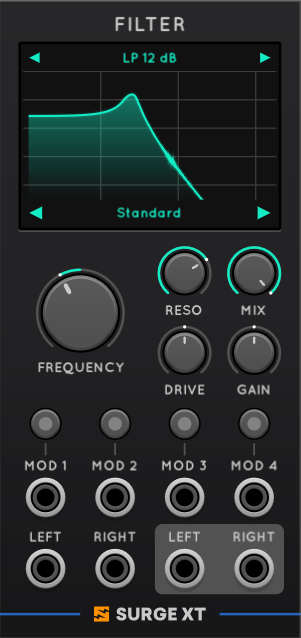 FILTER
LP 12 dB
Standard
RESO MIX
FREQUENCY
DRIVE GAIN
MOD 1 MOD 2 MOD 3 MOD 4
LEFT RIGHT LEFT RIGHT
SURGE XT